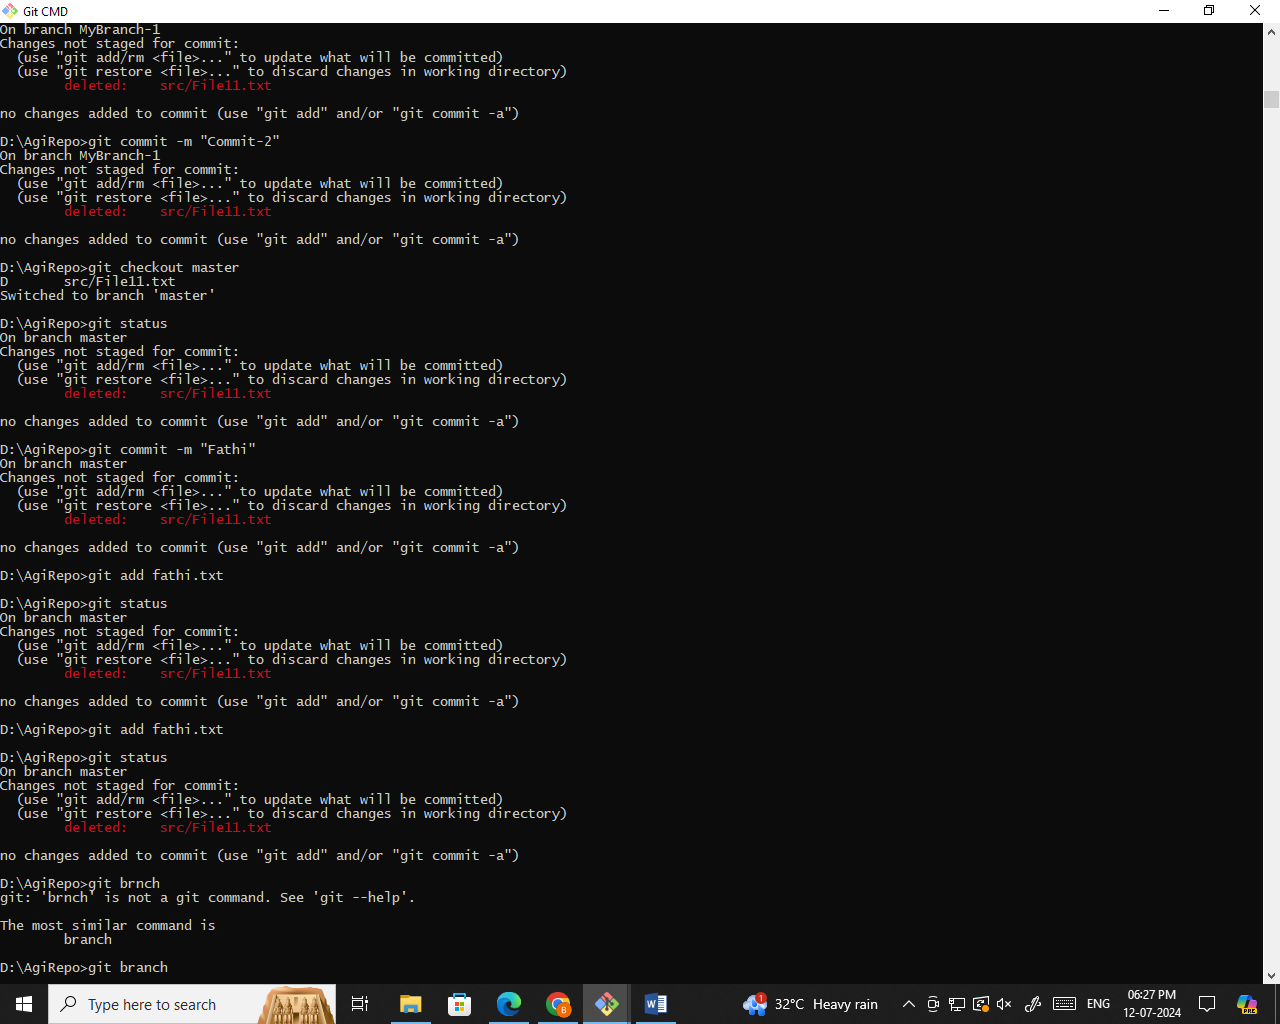 Git CMD
On branch MyBranch-1
Changes not staged for commit:
  (use "git add/rm <file>..." to update what will be committed)
  (use "git restore <file>..." to discard changes in working directory)
        deleted:    src/File11.txt

no changes added to commit (use "git add" and/or "git commit -a")

D:\AgiRepo>git commit -m "Commit-2"
On branch MyBranch-1
Changes not staged for commit:
  (use "git add/rm <file>..." to update what will be committed)
  (use "git restore <file>..." to discard changes in working directory)
        deleted:    src/File11.txt

no changes added to commit (use "git add" and/or "git commit -a")

D:\AgiRepo>git checkout master
D       src/File11.txt
Switched to branch 'master'

D:\AgiRepo>git status
On branch master
Changes not staged for commit:
  (use "git add/rm <file>..." to update what will be committed)
  (use "git restore <file>..." to discard changes in working directory)
        deleted:    src/File11.txt

no changes added to commit (use "git add" and/or "git commit -a")

D:\AgiRepo>git commit -m "Fathi"
On branch master
Changes not staged for commit:
  (use "git add/rm <file>..." to update what will be committed)
  (use "git restore <file>..." to discard changes in working directory)
        deleted:    src/File11.txt

no changes added to commit (use "git add" and/or "git commit -a")

D:\AgiRepo>git add fathi.txt

D:\AgiRepo>git status
On branch master
Changes not staged for commit:
  (use "git add/rm <file>..." to update what will be committed)
  (use "git restore <file>..." to discard changes in working directory)
        deleted:    src/File11.txt

no changes added to commit (use "git add" and/or "git commit -a")

D:\AgiRepo>git add fathi.txt

D:\AgiRepo>git status
On branch master
Changes not staged for commit:
  (use "git add/rm <file>..." to update what will be committed)
  (use "git restore <file>..." to discard changes in working directory)
        deleted:    src/File11.txt

no changes added to commit (use "git add" and/or "git commit -a")

D:\AgiRepo>git brnch
git: 'brnch' is not a git command. See 'git --help'.

The most similar command is
        branch

D:\AgiRepo>git branch
Type here to search
B
W
1
32°C Heavy rain
ENG
06:27 PM
12-07-2024
PRE